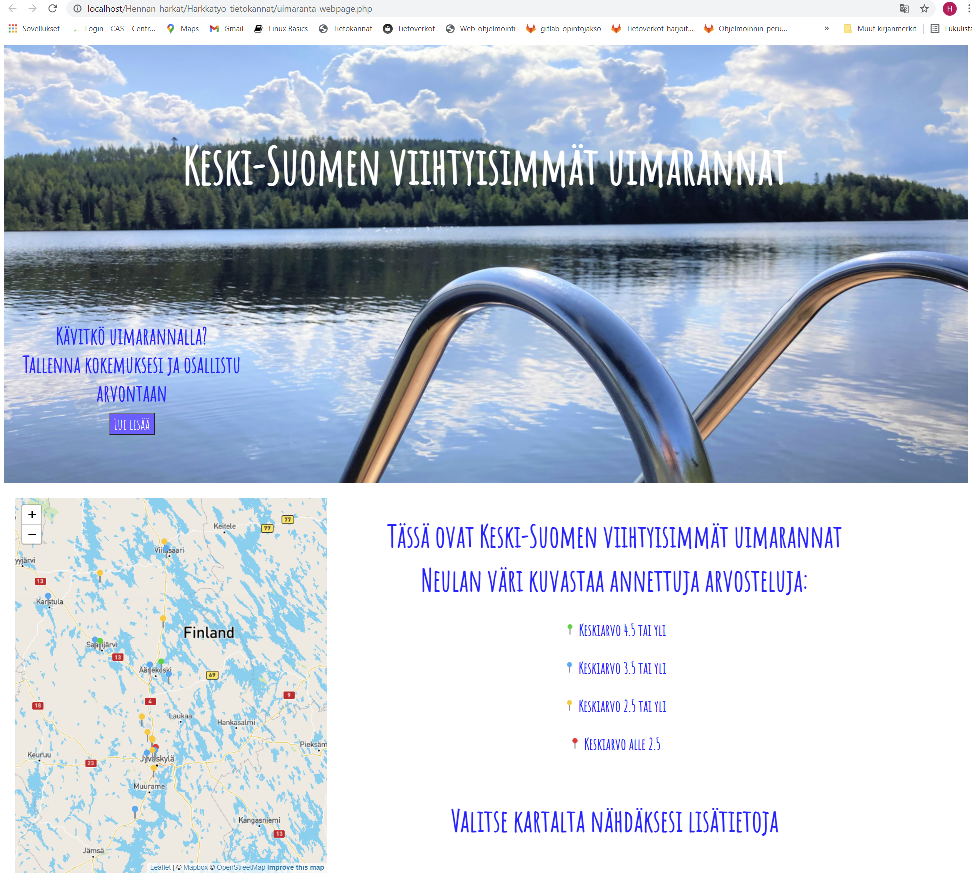 localhost/Hennan harkat/Harkkatyo tietokannat/uimaranta webpage.php
H
Sovellukset
Login – CAS – Centr...
Maps
Gmail
Linux Basics
Tietokannat
Tietoverkot
Web-ohjelmointi
gitlab opintojakso
Tietoverkot-harjoit...
Ohjelmoinnin peru...
»
Muut kirjanmerkit
Lukulista
Keski-Suomen viihtyisimmät uimarannat
Kävitkö uimarannalla?
Tallenna kokemuksesi ja osallistu
arvontaan
Lue lisää
+
−
Keitele
77
77
Viitasaari
yyjärvi
13
Karstula
Finland
Saarijärvi
13
Äänekoski
69
9
18
4
Laukaa
Hankasalmi
Pieksäm
Keuruu
23
Jyväskylä
Muurame
Kangasniemi
13
Jämsä
Leaflet | © Mapbox © OpenStreetMap Improve this map
Tässä ovat Keski-Suomen viihtyisimmät uimarannat
Neulan väri kuvastaa annettuja arvosteluja:
Keskiarvo 4.5 tai yli
Keskiarvo 3.5 tai yli
Keskiarvo 2.5 tai yli
Keskiarvo alle 2.5
Valitse kartalta nähdäksesi lisätietoja